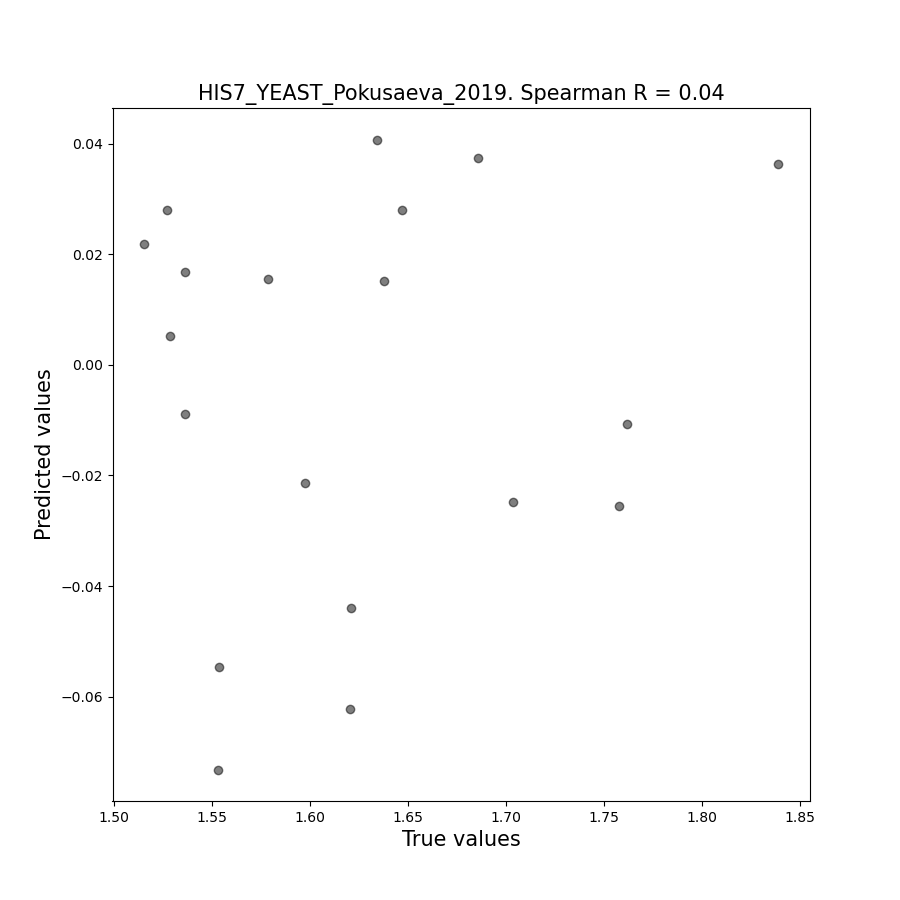 HIS7_YEAST_Pokusaeva_2019. Spearman R = 0.04
Predicted values
0.04
0.02
0.00
−0.02
−0.04
−0.06
1.50 1.55 1.60 1.65 1.70 1.75 1.80 1.85
True values